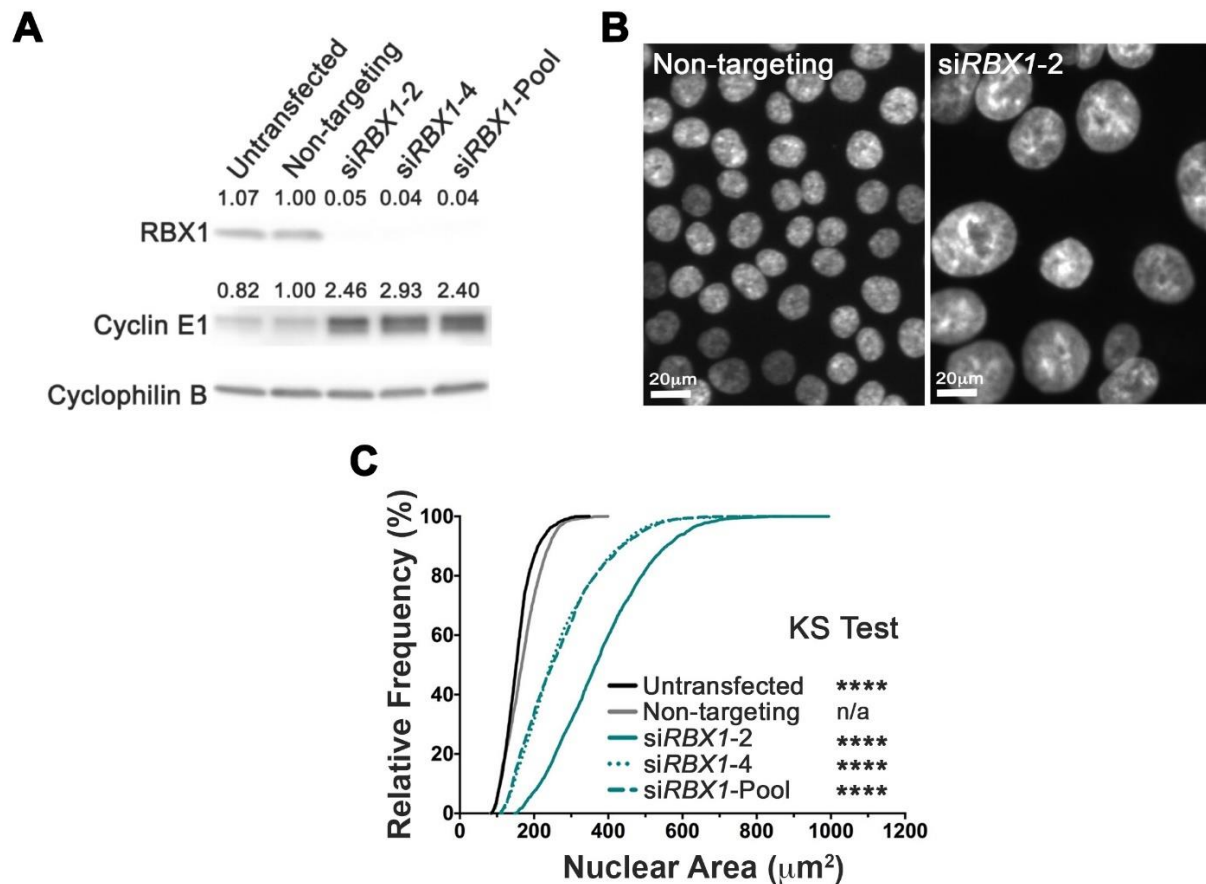 A
Untransfected
Non-targeting
siRBX1-2
siRBX1-4
siRBX1-Pool
1.07 1.00 0.05 0.04 0.04
RBX1
0.82 1.00 2.46 2.93 2.40
Cyclin E1
Cyclophilin B
B
Non-targeting
20μm
siRBX1-2
20μm
C
Relative Frequency (%)
100
80
60
40
20
0
KS Test
Untransfected ****
Non-targeting n/a
siRBX1-2 ****
siRBX1-4 ****
siRBX1-Pool ****
0 200 400 600 800 1000 1200
Nuclear Area (μm²)